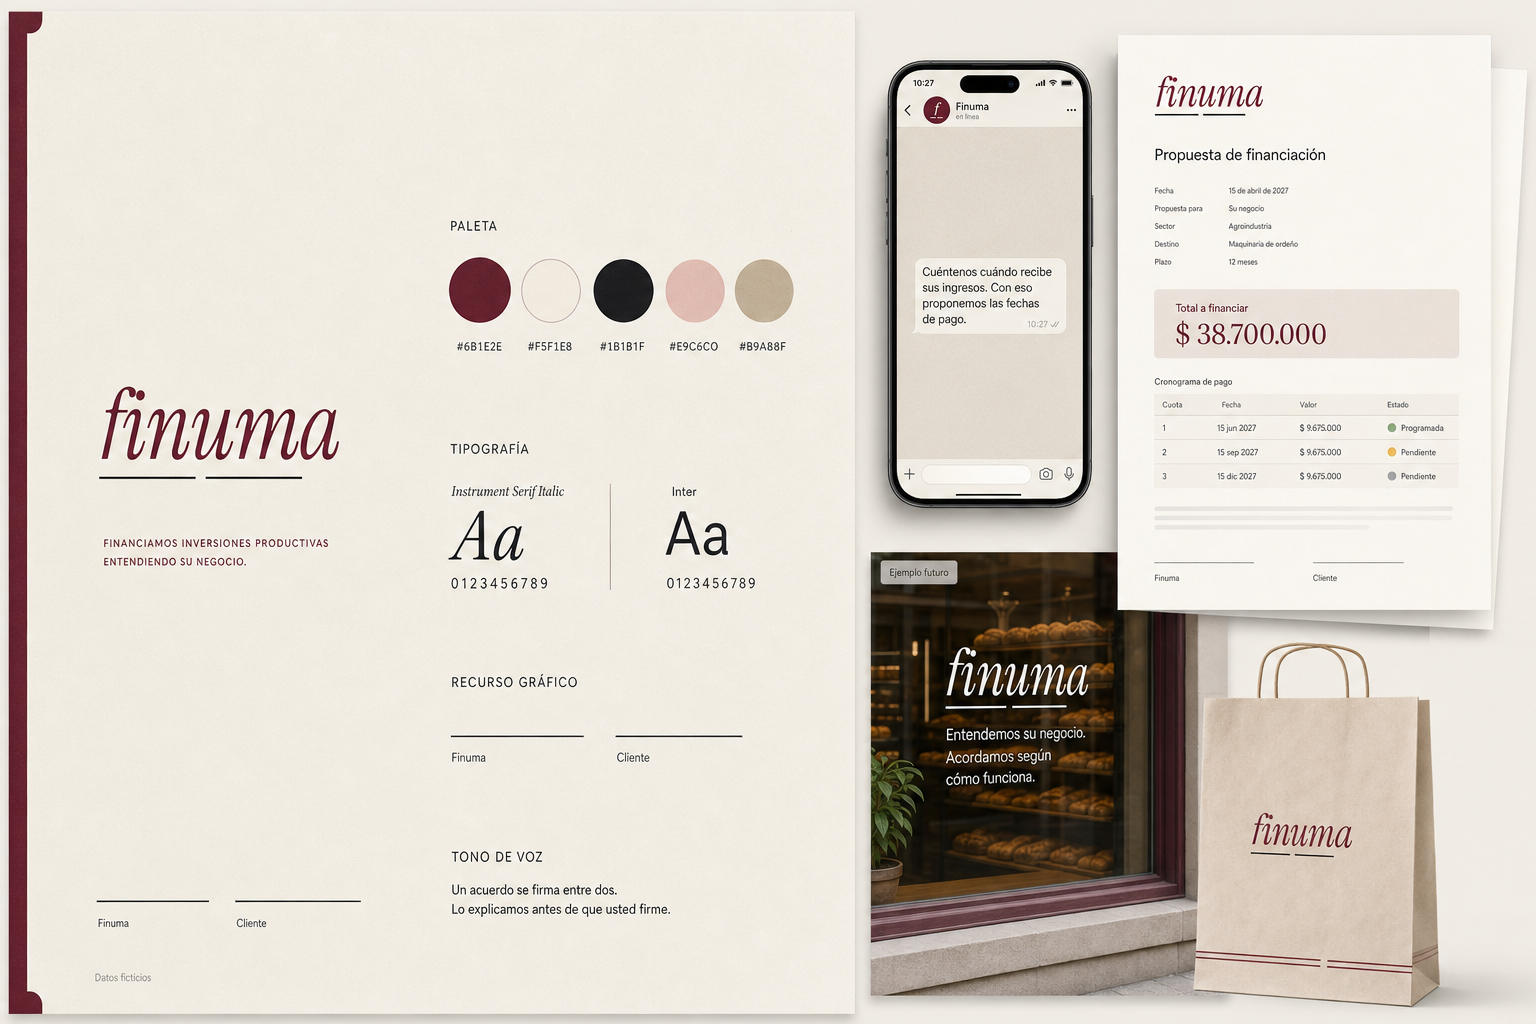 finuma
FINANCIAMOS INVERSIONES PRODUCTIVAS
ENTENDIENDO SU NEGOCIO.
Finuma
Cliente
Datos ficticios
PALETA
#6B1E2E
#F5F1E8
#1B1B1F
#E9C6C0
#B9A88F
TIPOGRAFÍA
Instrument Serif Italic
Aa
0123456789
Inter
Aa
0123456789
RECURSO GRÁFICO
Finuma
Cliente
TONO DE VOZ
Un acuerdo se firma entre dos.
Lo explicamos antes de que usted firme.
10:27
f
Finuma
en línea
Cuéntenos cuándo recibe
sus ingresos. Con eso
proponemos las fechas
de pago.
10:27
finuma
Propuesta de financiación
Fecha 15 de abril de 2027
Propuesta para Su negocio
Sector Agroindustria
Destino Maquinaria de ordeño
Plazo 12 meses
Total a financiar
$ 38.700.000
Cronograma de pago
Cuota Fecha Valor Estado
1 15 jun 2027 $ 9.675.000 Programada
2 15 sep 2027 $ 9.675.000 Pendiente
3 15 dic 2027 $ 9.675.000 Pendiente
Finuma
Cliente
Ejemplo futuro
finuma
Entendemos su negocio.
Acordamos según
cómo funciona.
finuma